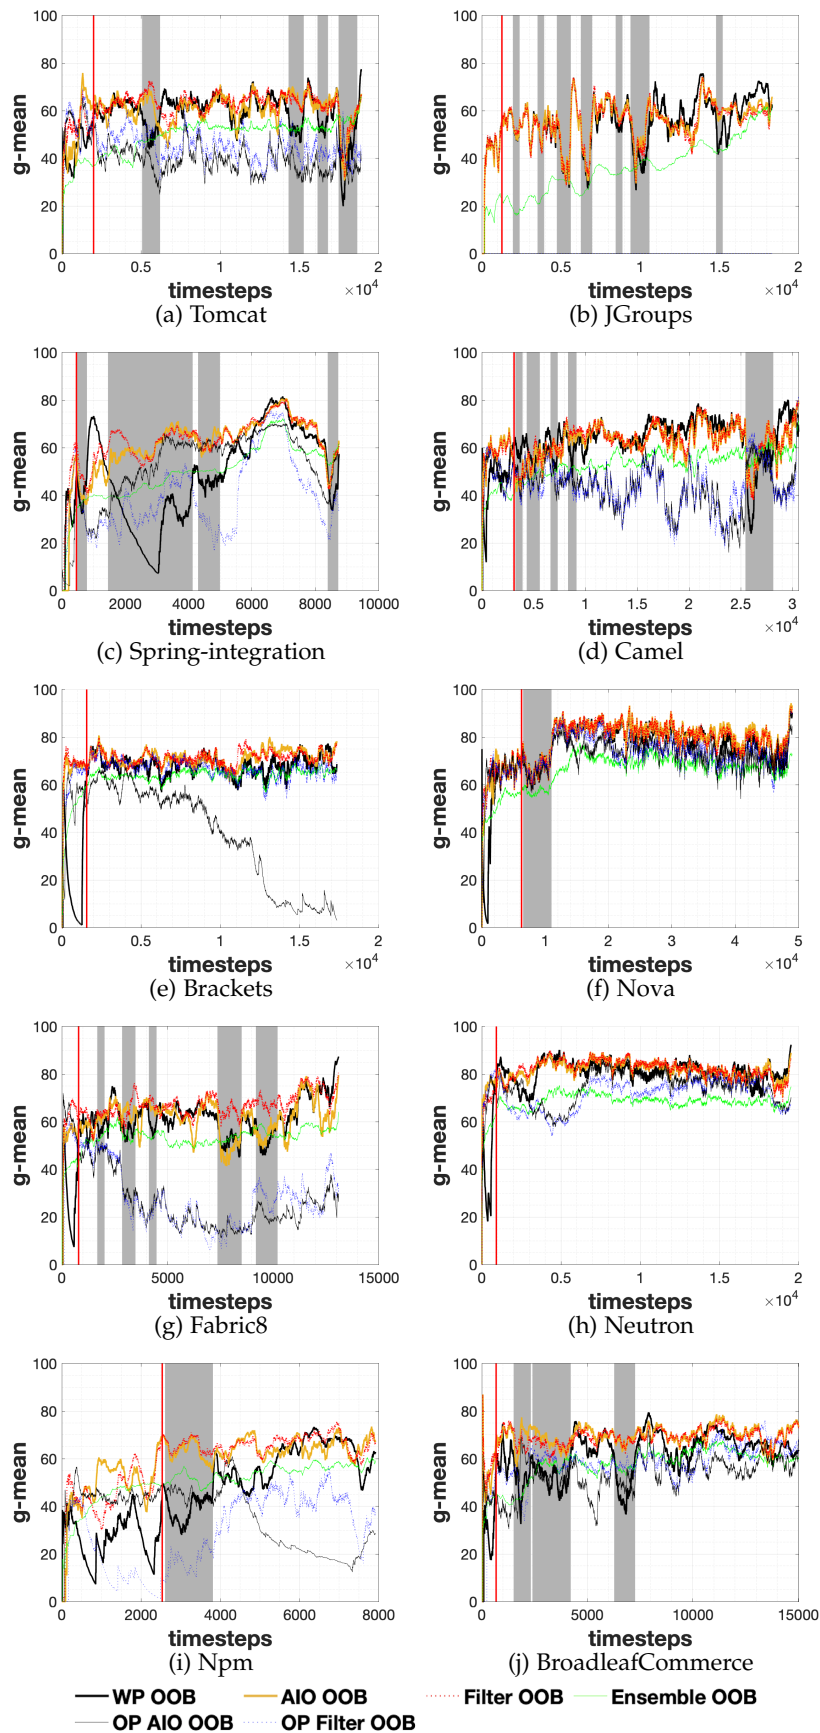 100
80
60
40
20
0
g-mean
0 0.5 1 1.5 2
timesteps ×10^4
(a) Tomcat
100
80
60
40
20
0
g-mean
0 0.5 1 1.5 2
timesteps ×10^4
(b) JGroups
100
80
60
40
20
0
g-mean
0 2000 4000 6000 8000 10000
timesteps
(c) Spring-integration
100
80
60
40
20
0
g-mean
0 0.5 1 1.5 2 2.5 3
timesteps ×10^4
(d) Camel
100
80
60
40
20
0
g-mean
0 0.5 1 1.5 2
timesteps ×10^4
(e) Brackets
100
80
60
40
20
0
g-mean
0 1 2 3 4 5
timesteps ×10^4
(f) Nova
100
80
60
40
20
0
g-mean
0 5000 10000 15000
timesteps
(g) Fabric8
100
80
60
40
20
0
g-mean
0 0.5 1 1.5 2
timesteps ×10^4
(h) Neutron
100
80
60
40
20
0
g-mean
0 2000 4000 6000 8000
timesteps
(i) Npm
100
80
60
40
20
0
g-mean
0 5000 10000 15000
timesteps
(j) BroadleafCommerce
WP OOB AIO OOB Filter OOB Ensemble OOB
OP AIO OOB OP Filter OOB